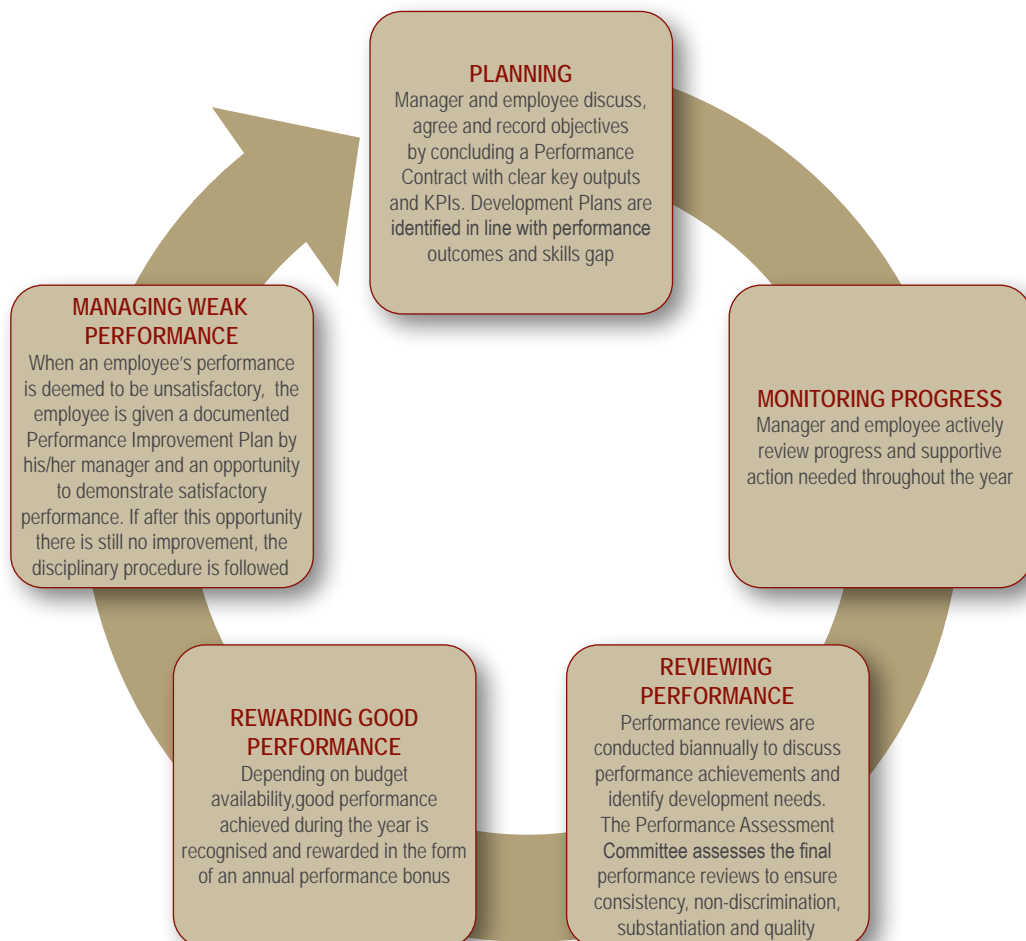 PLANNING
Manager and employee discuss,
agree and record objectives
by concluding a Performance
Contract with clear key outputs
and KPIs. Development Plans are
identified in line with performance
outcomes and skills gap
MONITORING PROGRESS
Manager and employee actively
review progress and supportive
action needed throughout the year
REVIEWING
PERFORMANCE
Performance reviews are
conducted biannually to discuss
performance achievements and
identify development needs.
The Performance Assessment
Committee assesses the final
performance reviews to ensure
consistency, non-discrimination,
substantiation and quality
REWARDING GOOD
PERFORMANCE
Depending on budget
availability,good performance
achieved during the year is
recognised and rewarded in the form
of an annual performance bonus
MANAGING WEAK
PERFORMANCE
When an employee’s performance
is deemed to be unsatisfactory, the
employee is given a documented
Performance Improvement Plan by
his/her manager and an opportunity
to demonstrate satisfactory
performance. If after this opportunity
there is still no improvement, the
disciplinary procedure is followed